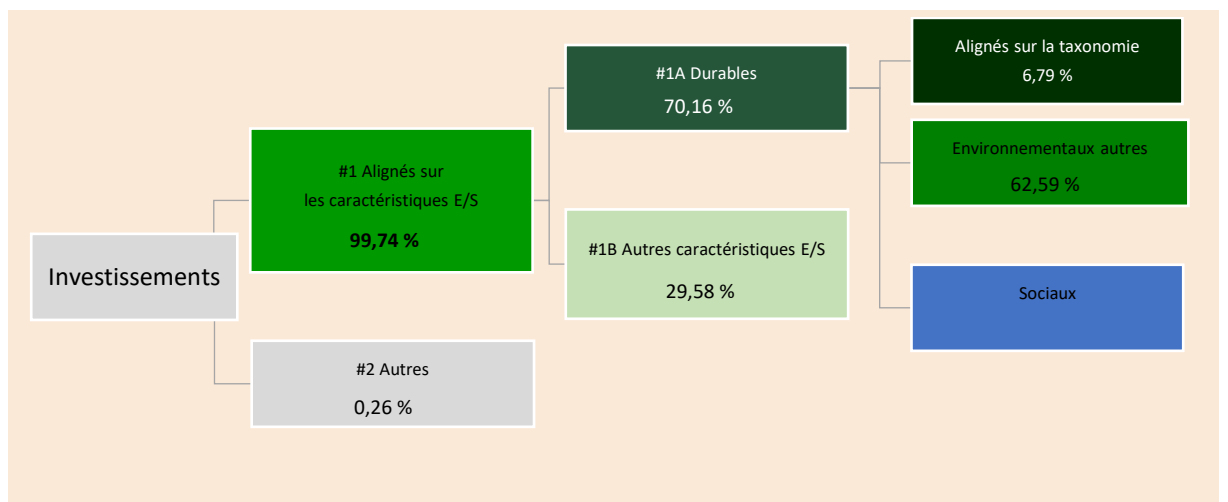 Investissements
#1 Alignés sur
les caractéristiques E/S
99,74 %
#2 Autres
0,26 %
#1A Durables
70,16 %
#1B Autres caractéristiques E/S
29,58 %
Alignés sur la taxonomie
6,79 %
Environnementaux autres
62,59 %
Sociaux